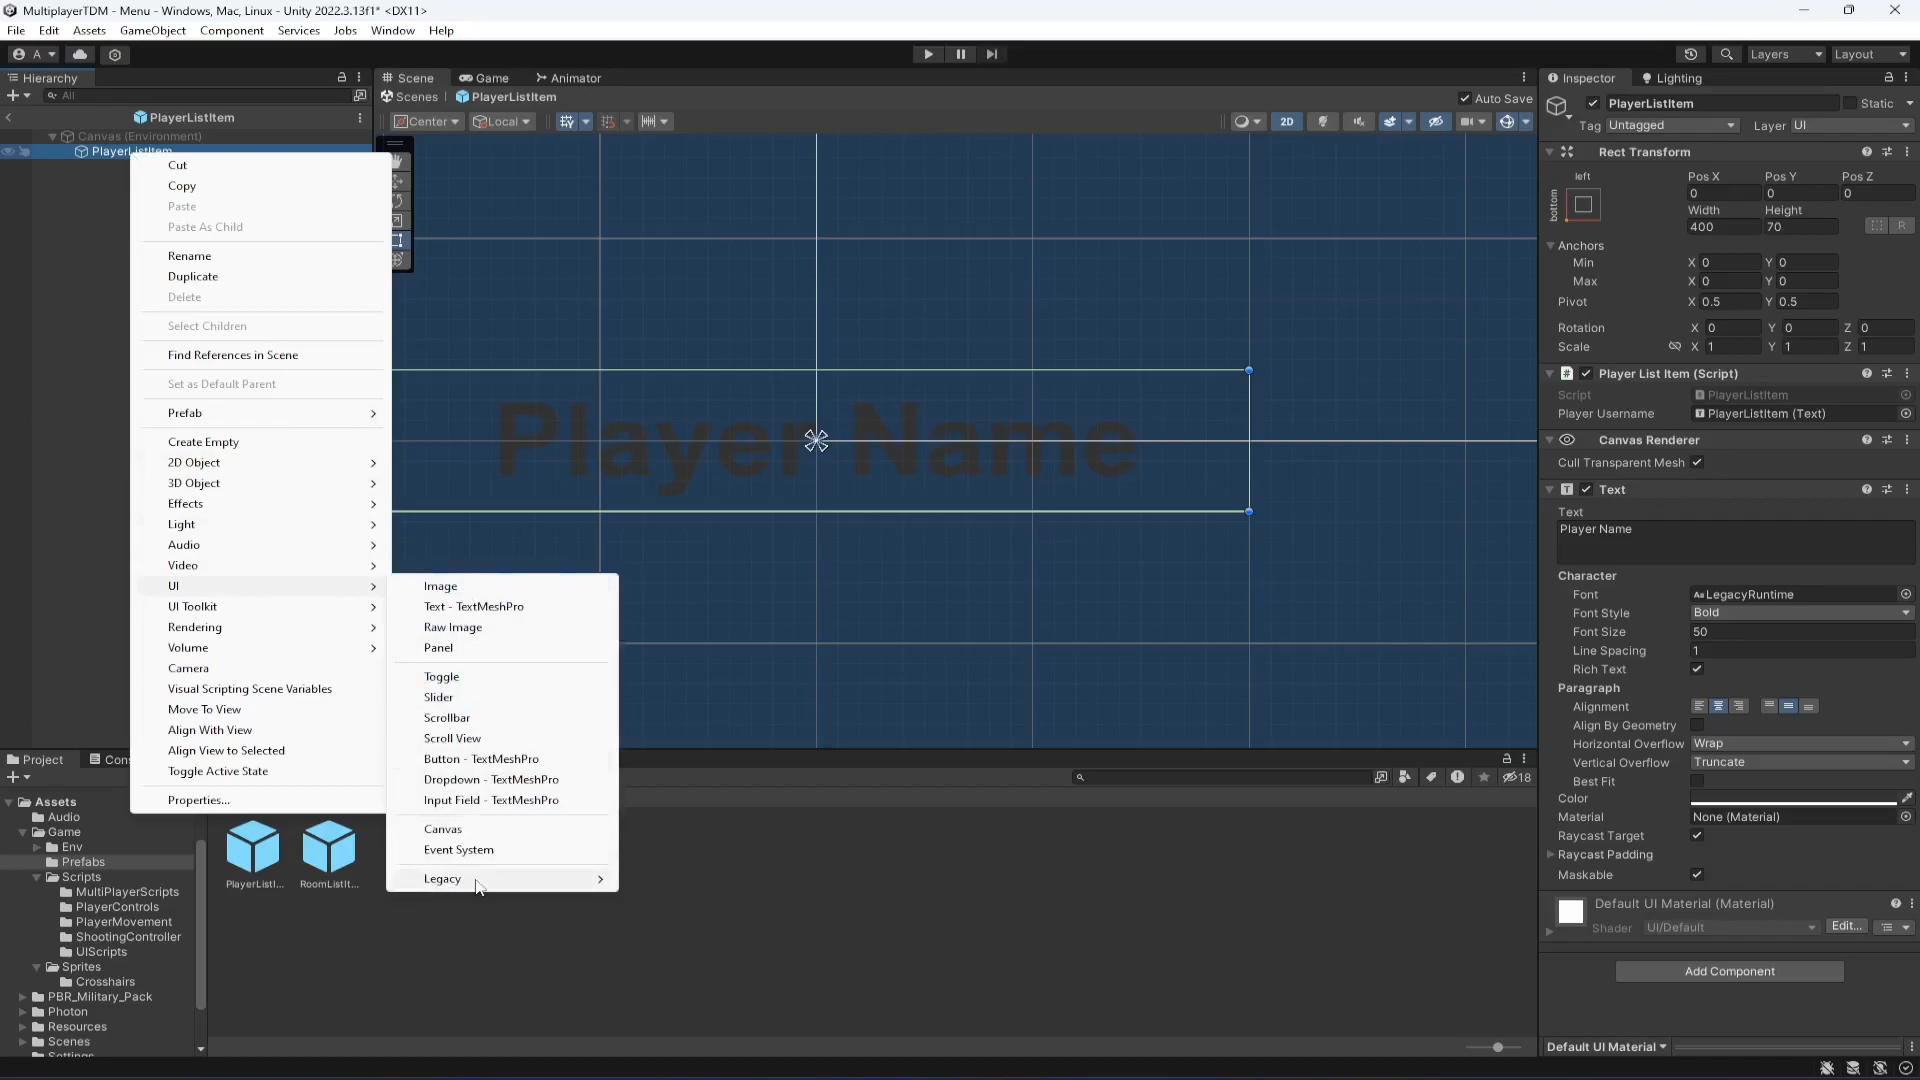 MultiplayerTDM - Menu - Windows, Mac, Linux - Unity 2022.3.13f1* <DX11>
File Edit Assets GameObject Component Services Jobs Window Help
A Layers Layout
Hierarchy
All
PlayerListItem
Canvas (Environment)
PlayerListItem
Cut
Copy
Paste
Paste As Child
Rename
Duplicate
Delete
Select Children
Find References in Scene
Set as Default Parent
Prefab
Create Empty
2D Object
3D Object
Effects
Light
Audio
Video
UI
UI Toolkit
Rendering
Volume
Camera
Visual Scripting Scene Variables
Move To View
Align With View
Align View to Selected
Toggle Active State
Properties...
Image
Text - TextMeshPro
Raw Image
Panel
Toggle
Slider
Scrollbar
Scroll View
Button - TextMeshPro
Dropdown - TextMeshPro
Input Field - TextMeshPro
Canvas
Event System
Legacy
Scene Game Animator
Scenes PlayerListItem Auto Save
Center Local 2D
Player Name
Project
18
Assets
Audio
Game
Env
Prefabs
Scripts
MultiPlayerScripts
PlayerControls
PlayerMovement
ShootingController
UIScripts
Sprites
Crosshairs
PBR_Military_Pack
Photon
Resources
Scenes
PlayerListI... RoomListIt...
Inspector Lighting
PlayerListItem Static
Tag Untagged Layer UI
Rect Transform
left Pos X Pos Y Pos Z
bottom 0 0 0
Width Height
400 70 R
Anchors
Min X 0 Y 0
Max X 0 Y 0
Pivot X 0.5 Y 0.5
Rotation X 0 Y 0 Z 0
Scale X 1 Y 1 Z 1
# Player List Item (Script)
Script PlayerListItem
Player Username PlayerListItem (Text)
Canvas Renderer
Cull Transparent Mesh
T Text
Text
Player Name
Character
Font Aa LegacyRuntime
Font Style Bold
Font Size 50
Line Spacing 1
Rich Text
Paragraph
Alignment
Align By Geometry
Horizontal Overflow Wrap
Vertical Overflow Truncate
Best Fit
Color
Material None (Material)
Raycast Target
Raycast Padding
Maskable
Default UI Material (Material)
Shader UI/Default Edit...
Add Component
Default UI Material